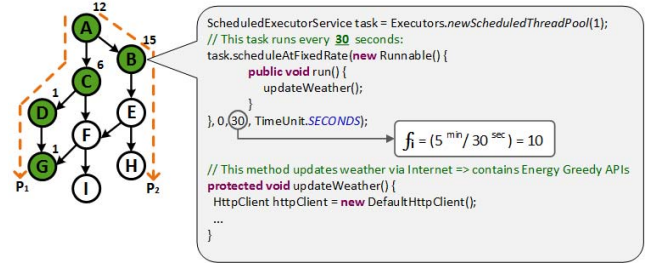 12
A
15
B
6
C
1
D
E
F
1
G
H
I
P1
P2
ScheduledExecutorService task = Executors.newScheduledThreadPool(1);
// This task runs every 30 seconds:
task.scheduleAtFixedRate(new Runnable() {
public void run() {
updateWeather();
}
}, 0, 30, TimeUnit.SECONDS);
fi = (5 min/ 30 sec) = 10
// This method updates weather via Internet => contains Energy Greedy APIs
protected void updateWeather() {
HttpClient httpClient = new DefaultHttpClient();
...
}